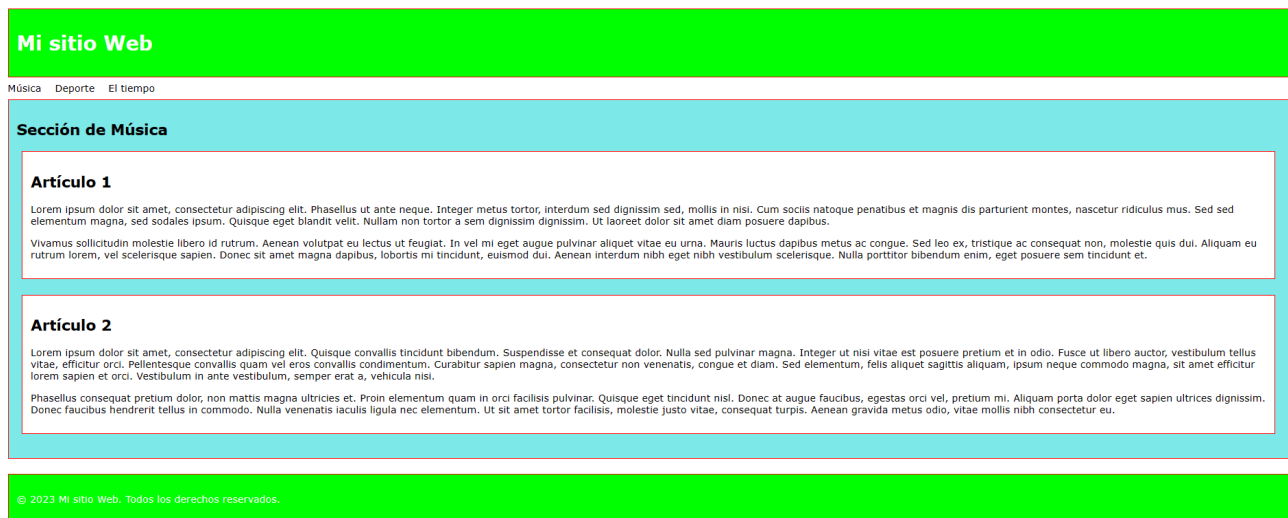 Mi sitio Web
Música Deporte El tiempo
Sección de Música
Artículo 1
Lorem ipsum dolor sit amet, consectetur adipiscing elit. Phasellus ut ante neque. Integer metus tortor, interdum sed dignissim sed, mollis in nisi. Cum sociis natoque penatibus et magnis dis parturient montes, nascetur ridiculus mus. Sed sed
elementum magna, sed sodales ipsum. Quisque eget blandit velit. Nullam non tortor a sem dignissim dignissim. Ut laoreet dolor sit amet diam posuere dapibus.
Vivamus sollicitudin molestie libero id rutrum. Aenean volutpat eu lectus ut feugiat. In vel mi eget augue pulvinar aliquet vitae eu urna. Mauris luctus dapibus metus ac congue. Sed leo ex, tristique ac consequat non, molestie quis dui. Aliquam eu
rutrum lorem, vel scelerisque sapien. Donec sit amet magna dapibus, lobortis mi tincidunt, euismod dui. Aenean interdum nibh eget nibh vestibulum scelerisque. Nulla porttitor bibendum enim, eget posuere sem tincidunt et.
Artículo 2
Lorem ipsum dolor sit amet, consectetur adipiscing elit. Quisque convallis tincidunt bibendum. Suspendisse et consequat dolor. Nulla sed pulvinar magna. Integer ut nisi vitae est posuere pretium et in odio. Fusce ut libero auctor, vestibulum tellus
vitae, efficitur orci. Pellentesque convallis quam vel eros convallis condimentum. Curabitur sapien magna, consectetur non venenatis, congue et diam. Sed elementum, felis aliquet sagittis aliquam, ipsum neque commodo magna, sit amet efficitur
lorem sapien et orci. Vestibulum in ante vestibulum, semper erat a, vehicula nisi.
Phasellus consequat pretium dolor, non mattis magna ultricies et. Proin elementum quam in orci facilisis pulvinar. Quisque eget tincidunt nisl. Donec at augue faucibus, egestas orci vel, pretium mi. Aliquam porta dolor eget sapien ultrices dignissim.
Donec faucibus hendrerit tellus in commodo. Nulla venenatis iaculis ligula nec elementum. Ut sit amet tortor facilisis, molestie justo vitae, consequat turpis. Aenean gravida metus odio, vitae mollis nibh consectetur eu.
© 2023 Mi sitio Web. Todos los derechos reservados.